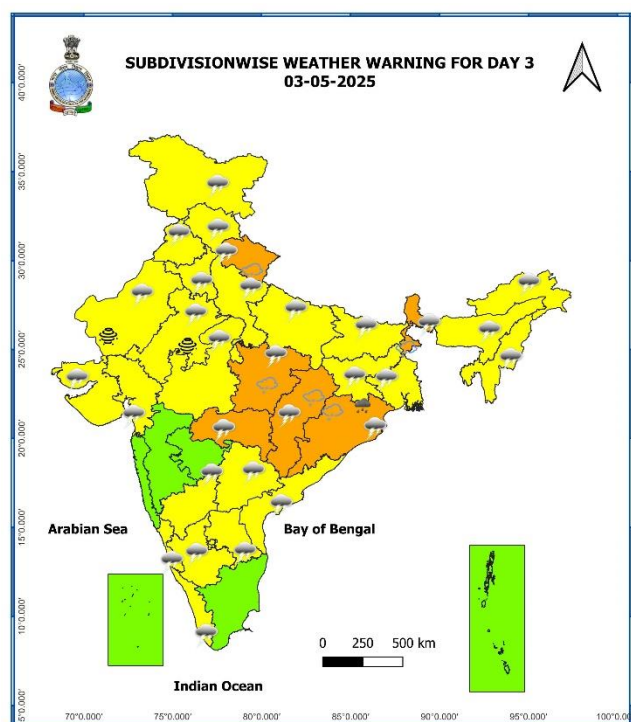 SUBDIVISIONWISE WEATHER WARNING FOR DAY 3
03-05-2025
40°0.000'
35°0.000'
30°0.000'
25°0.000'
20°0.000'
15°0.000'
10°0.000'
5°0.000'
Arabian Sea
Bay of Bengal
0 250 500 km
Indian Ocean
70°0.000' 75°0.000' 80°0.000' 85°0.000' 90°0.000' 95°0.000' 100°0.000'